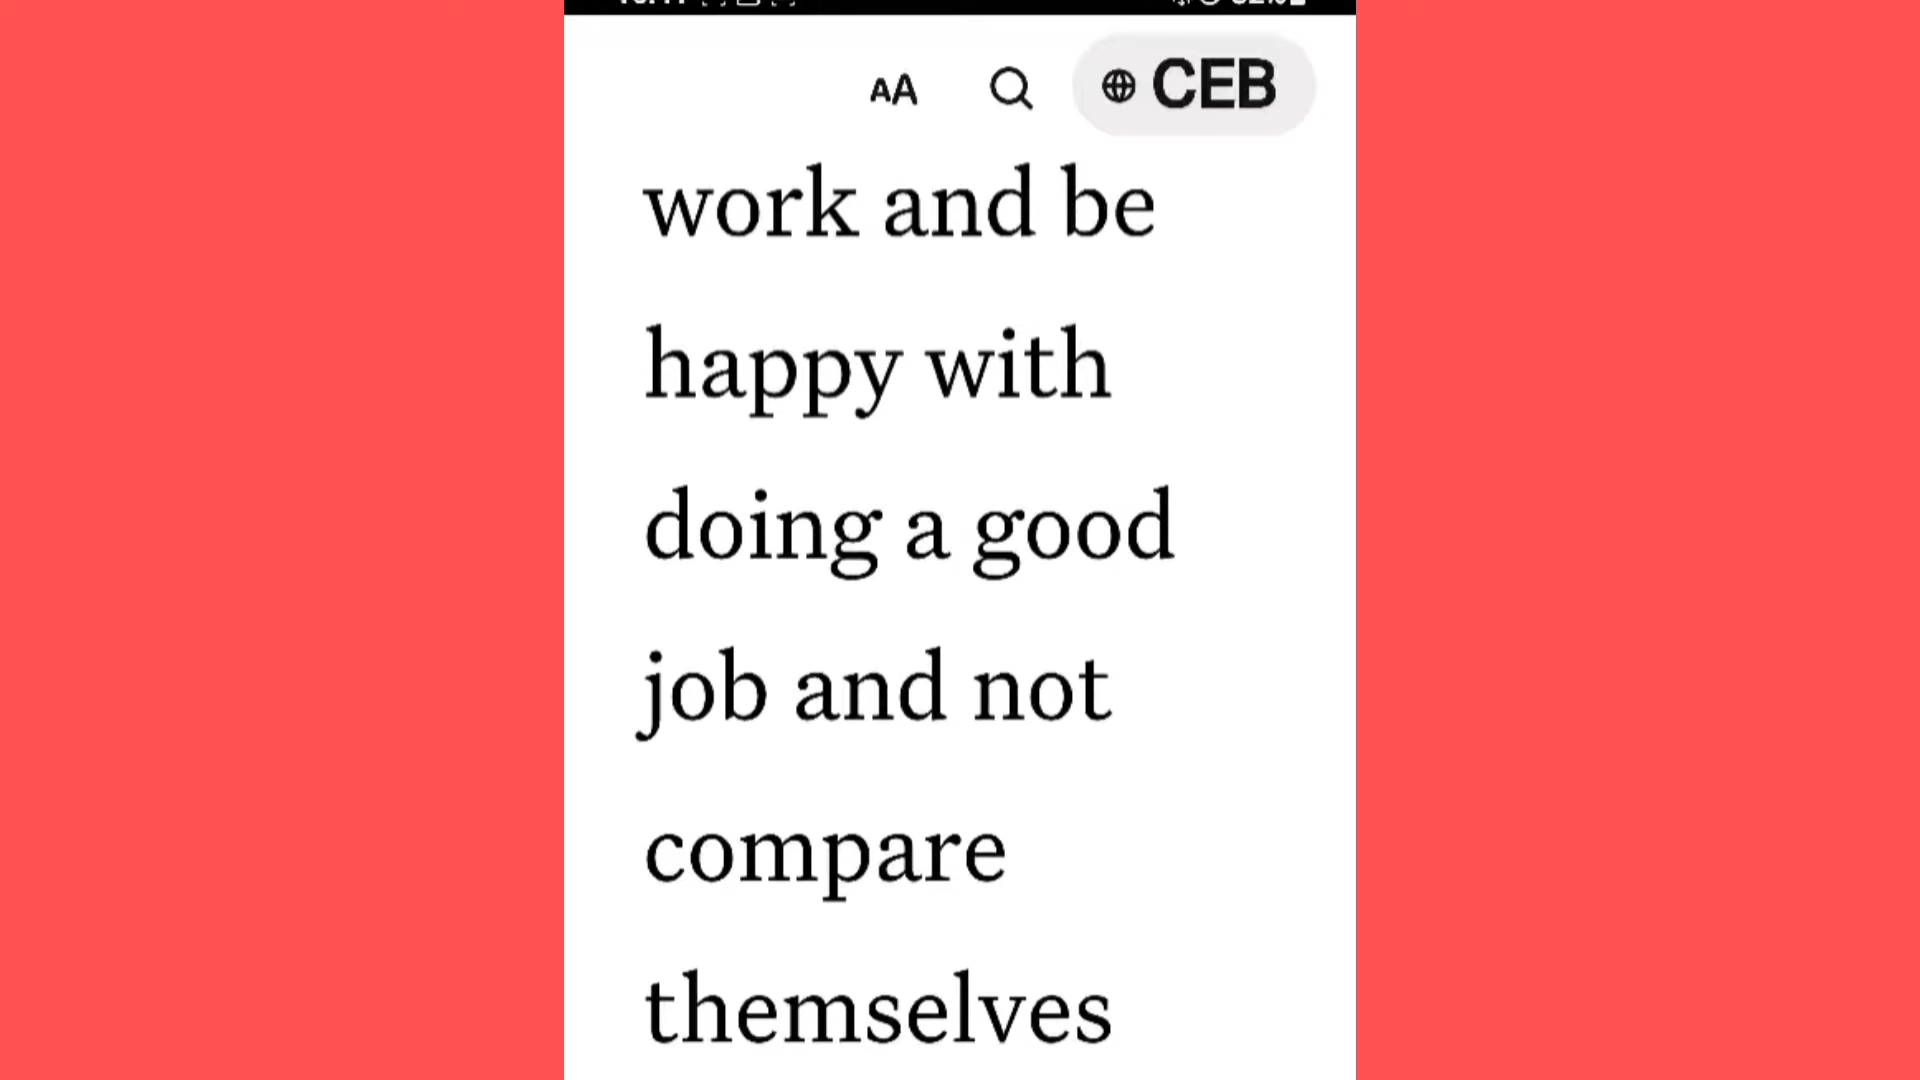 AA
CEB
work and be
happy with
doing a good
job and not
compare
themselves